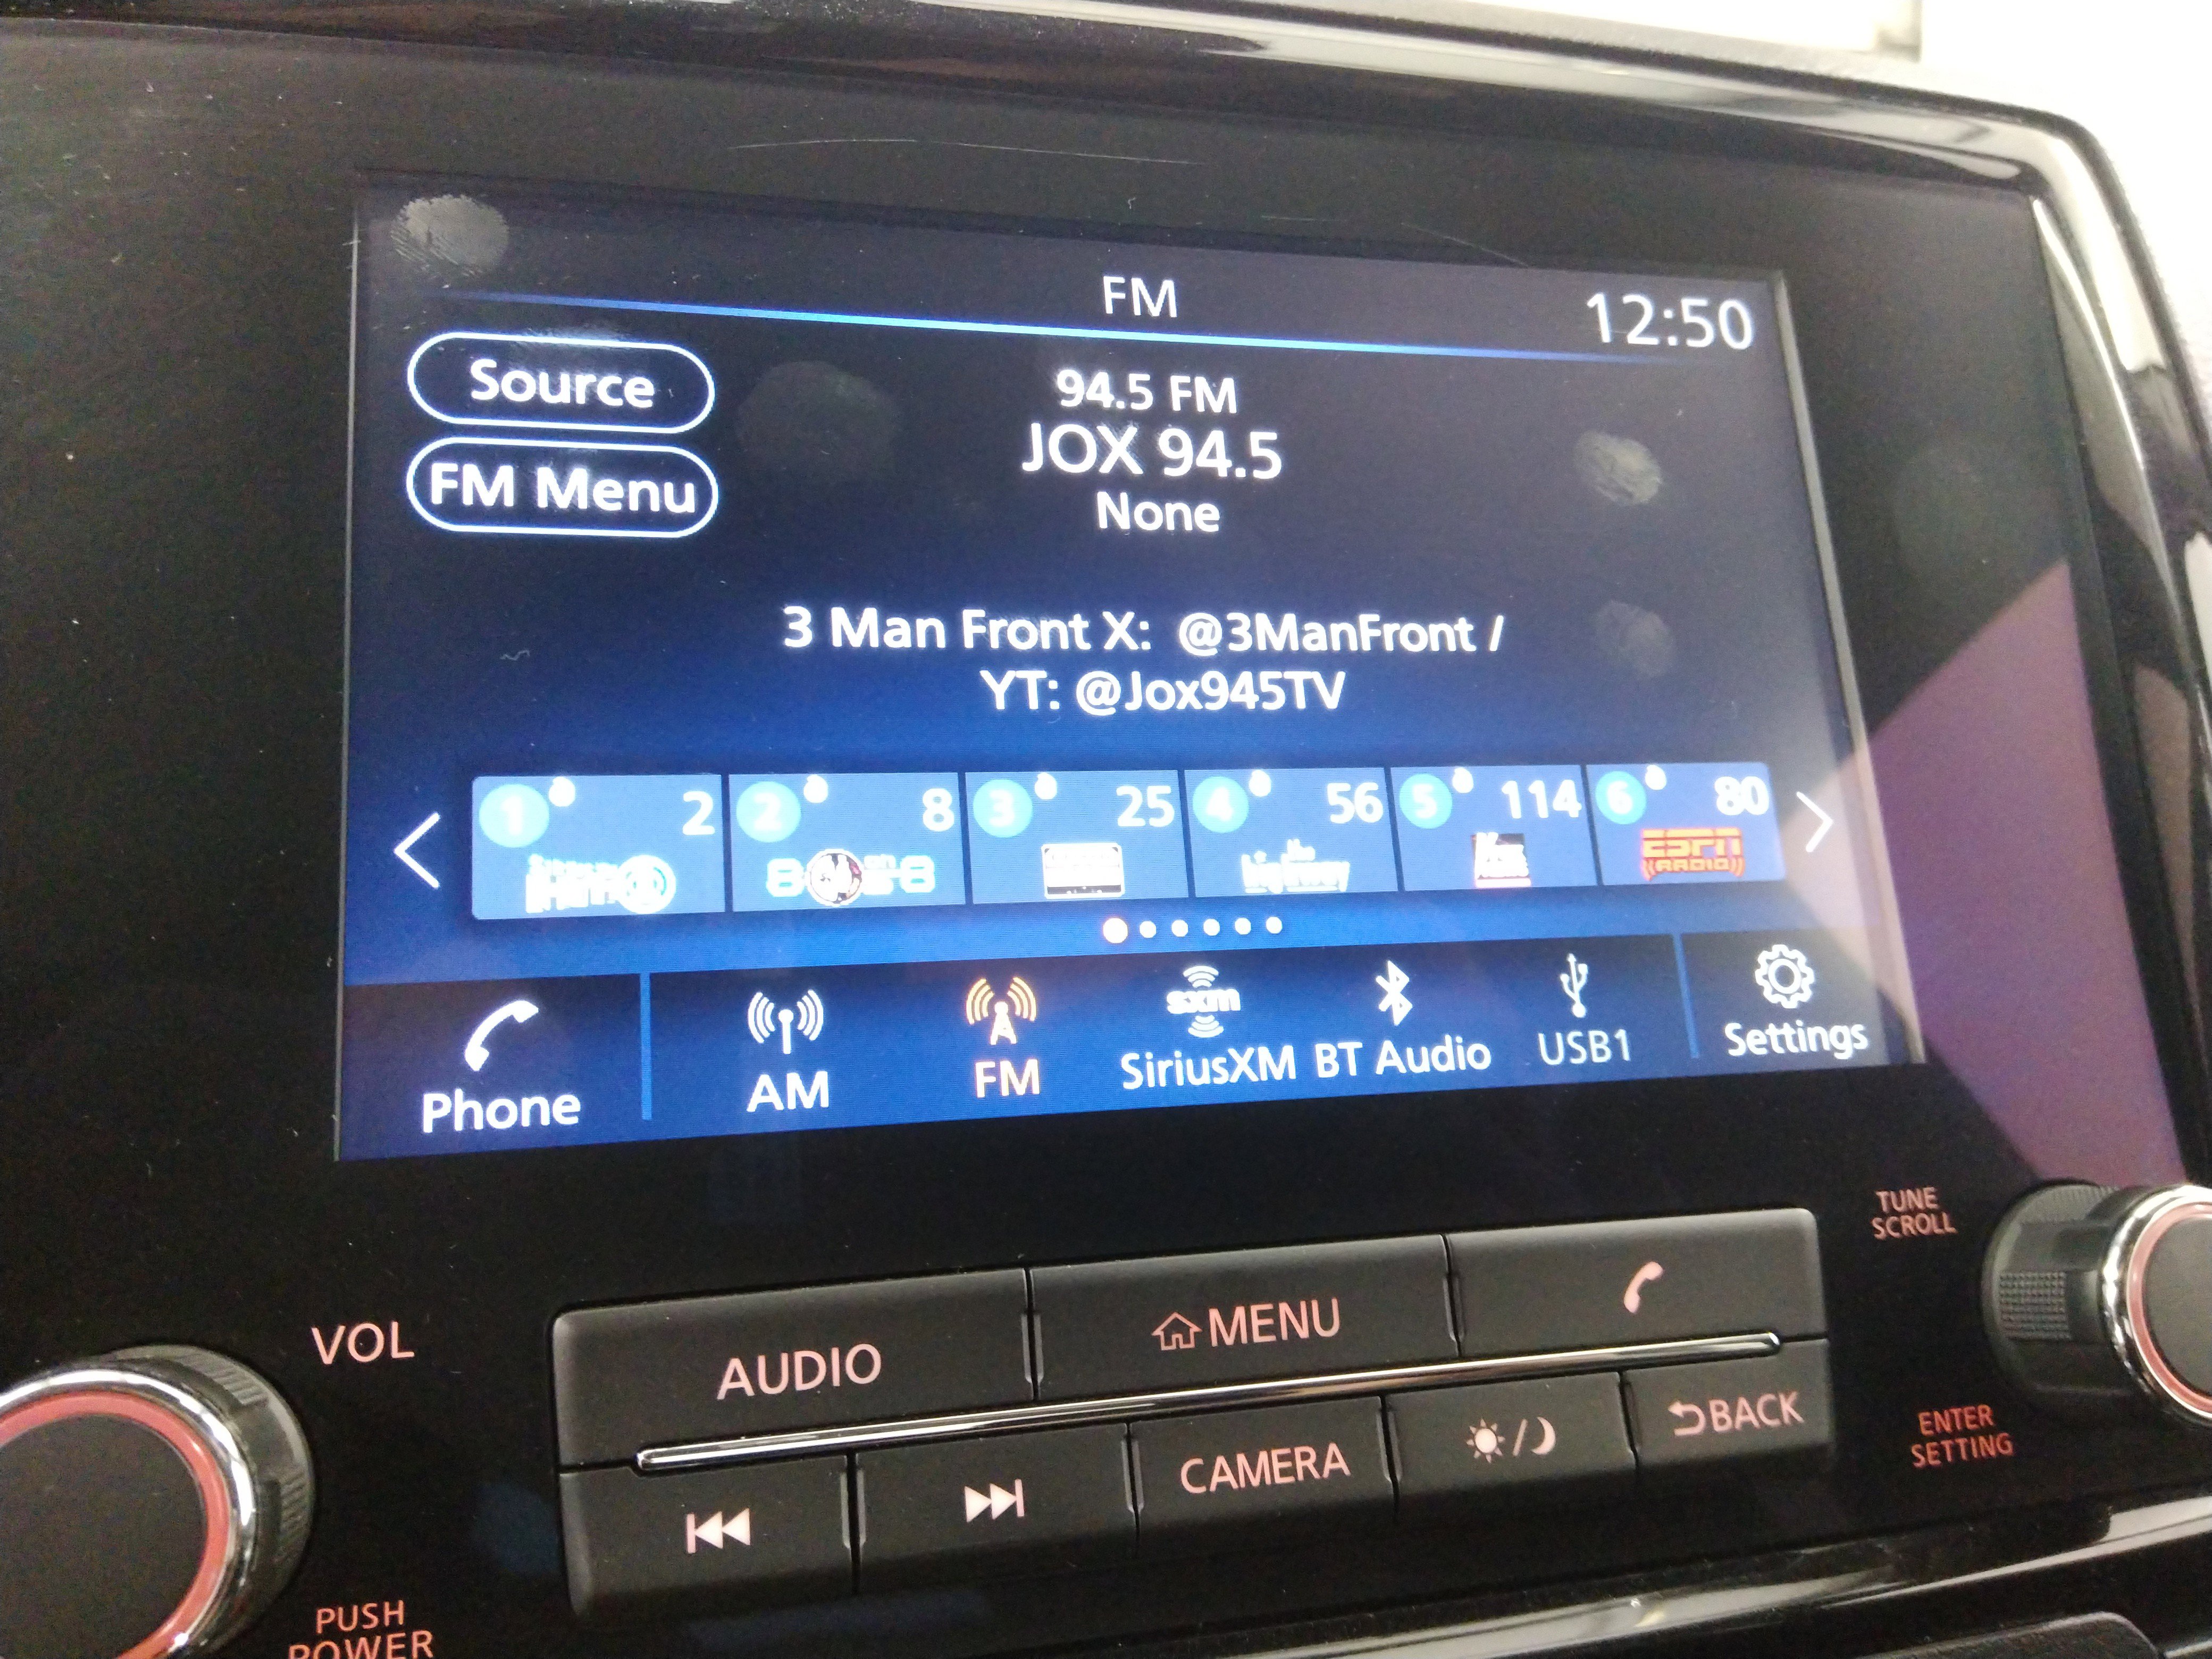 FM
12:50
Source
94.5 FM
JOX 94.5
FM Menu
None
3 Man Front X: @3ManFront /
YT: @Jox945TV
1 2
2 8
3 25
4 56
5 114
6 80
the
highway
ESPN
RADIO
Phone
AM
FM
sxm
SiriusXM
BT Audio
USB1
Settings
TUNE
SCROLL
VOL
AUDIO
MENU
CAMERA
BACK
ENTER
SETTING
PUSH
POWER